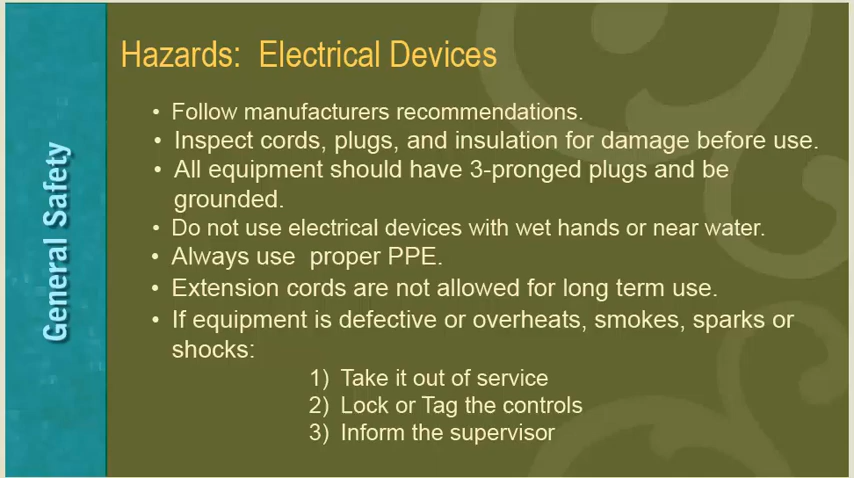 General Safety
Hazards:  Electrical Devices
• Follow manufacturers recommendations.
• Inspect cords, plugs, and insulation for damage before use.
• All equipment should have 3-pronged plugs and be
grounded.
• Do not use electrical devices with wet hands or near water.
• Always use  proper PPE.
• Extension cords are not allowed for long term use.
• If equipment is defective or overheats, smokes, sparks or
shocks:
1) Take it out of service
2) Lock or Tag the controls
3) Inform the supervisor